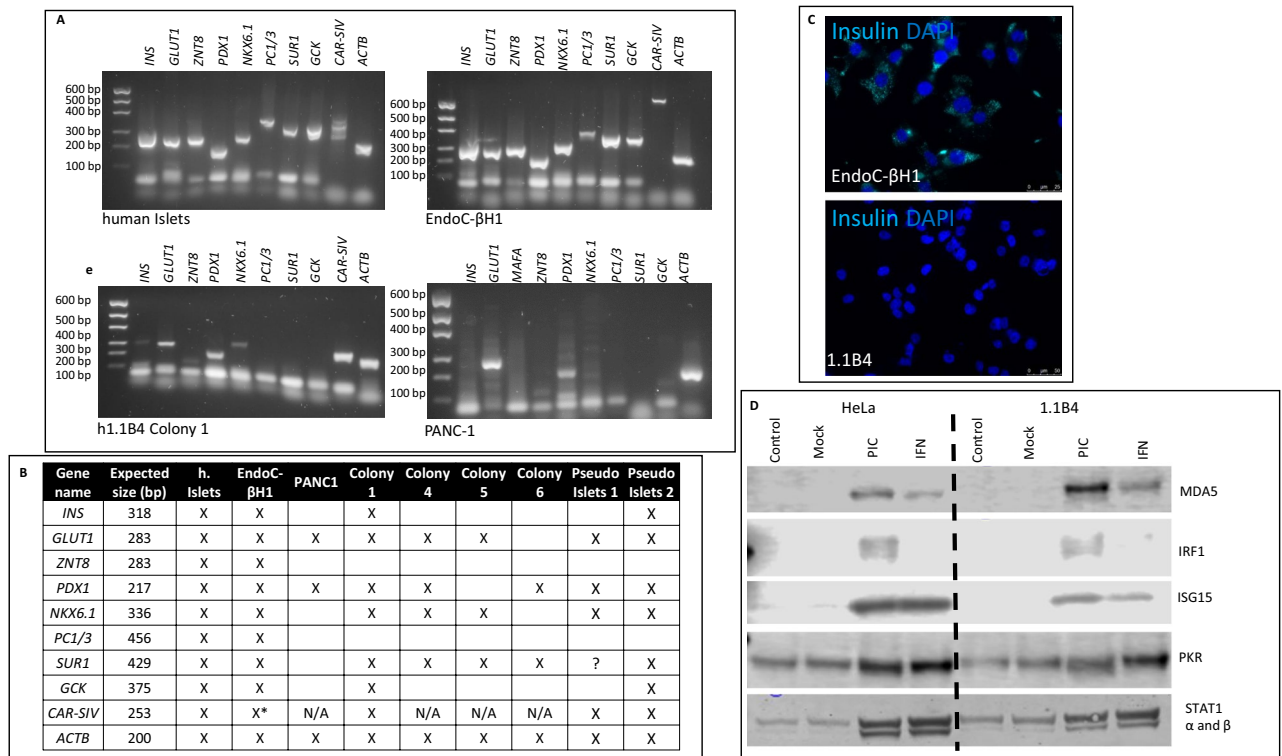 A
INS GLUT1 ZNT8 PDX1 NKX6.1 PC1/3 SUR1 GCK CAR-SIV ACTB
600 bp
500 bp
400 bp
300 bp
200 bp
100 bp
human Islets
INS GLUT1 ZNT8 PDX1 NKX6.1 PC1/3 SUR1 GCK CAR-SIV ACTB
600 bp
500 bp
400 bp
300 bp
200 bp
100 bp
EndoC-βH1
e
INS GLUT1 ZNT8 PDX1 NKX6.1 PC1/3 SUR1 GCK CAR-SIV ACTB
600 bp
500 bp
400 bp
300 bp
200 bp
100 bp
h1.1B4 Colony 1
INS GLUT1 MAFA ZNT8 PDX1 NKX6.1 PC1/3 SUR1 GCK ACTB
600 bp
500 bp
400 bp
300 bp
200 bp
100 bp
PANC-1
B
Gene name Expected size (bp) h. Islets EndoC-βH1 PANC1 Colony 1 Colony 4 Colony 5 Colony 6 Pseudo Islets 1 Pseudo Islets 2
INS 318 X X X X
GLUT1 283 X X X X X X X X
ZNT8 283 X X
PDX1 217 X X X X X X X X
NKX6.1 336 X X X X X X X
PC1/3 456 X X
SUR1 429 X X X X X X ? X
GCK 375 X X X X
CAR-SIV 253 X X* N/A X N/A N/A N/A X X
ACTB 200 X X X X X X X X X
C
Insulin DAPI
EndoC-βH1
0 µm 25
Insulin DAPI
1.1B4
0 µm 50
D
HeLa 1.1B4
Control Mock PIC IFN Control Mock PIC IFN
MDA5
IRF1
ISG15
PKR
STAT1
α and β